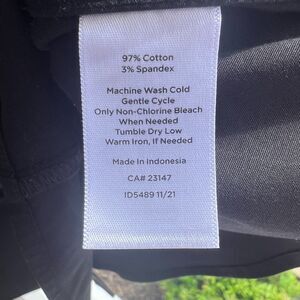 97% Cotton
3% Spandex
Machine Wash Cold
Gentle Cycle
Only Non-Chlorine Bleach
When Needed
Tumble Dry Low
Warm Iron, If Needed
Made In Indonesia
CA# 23147
ID5489 11/21